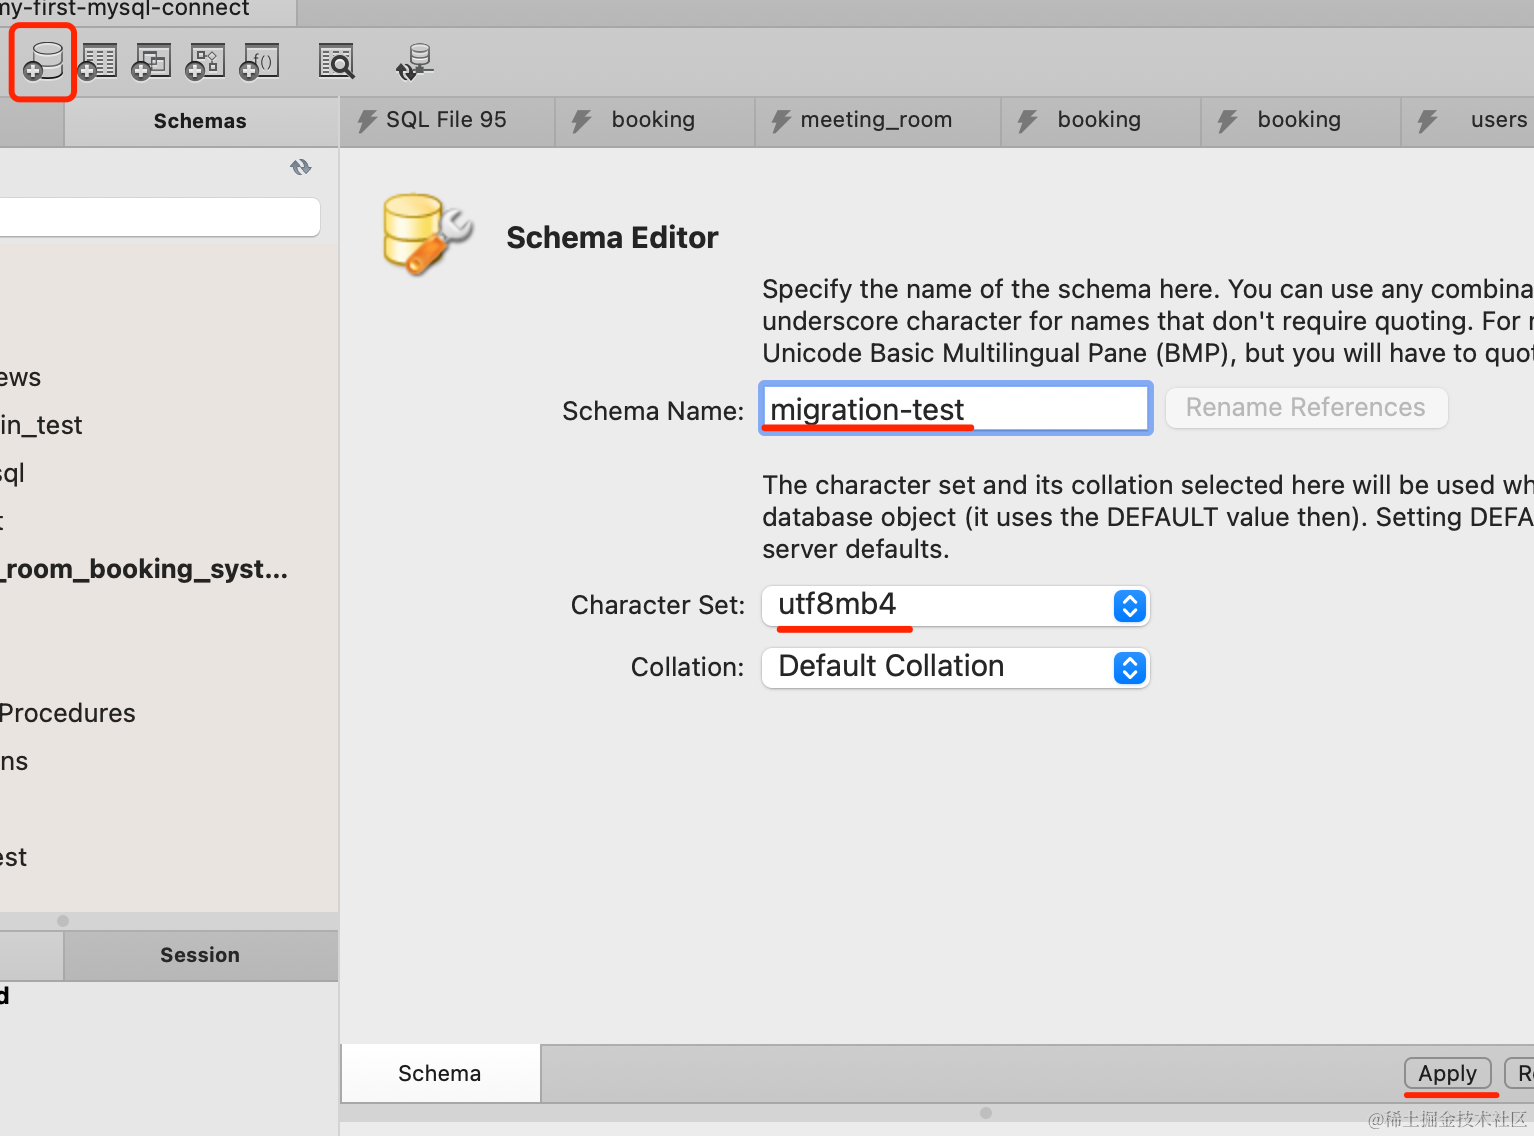 my-first-mysql-connect
f()
Schemas
SQL File 95
booking
meeting_room
booking
booking
users
Schema Editor
Specify the name of the schema here. You can use any combina
underscore character for names that don't require quoting. For
Unicode Basic Multilingual Pane (BMP), but you will have to quot
Schema Name:
migration-test
Rename References
The character set and its collation selected here will be used wh
database object (it uses the DEFAULT value then). Setting DEFA
server defaults.
Character Set:
utf8mb4
Collation:
Default Collation
ews
in_test
sql
t
_room_booking_syst...
Procedures
ns
est
Session
d
Schema
Apply
Re
@稀土掘金技术社区